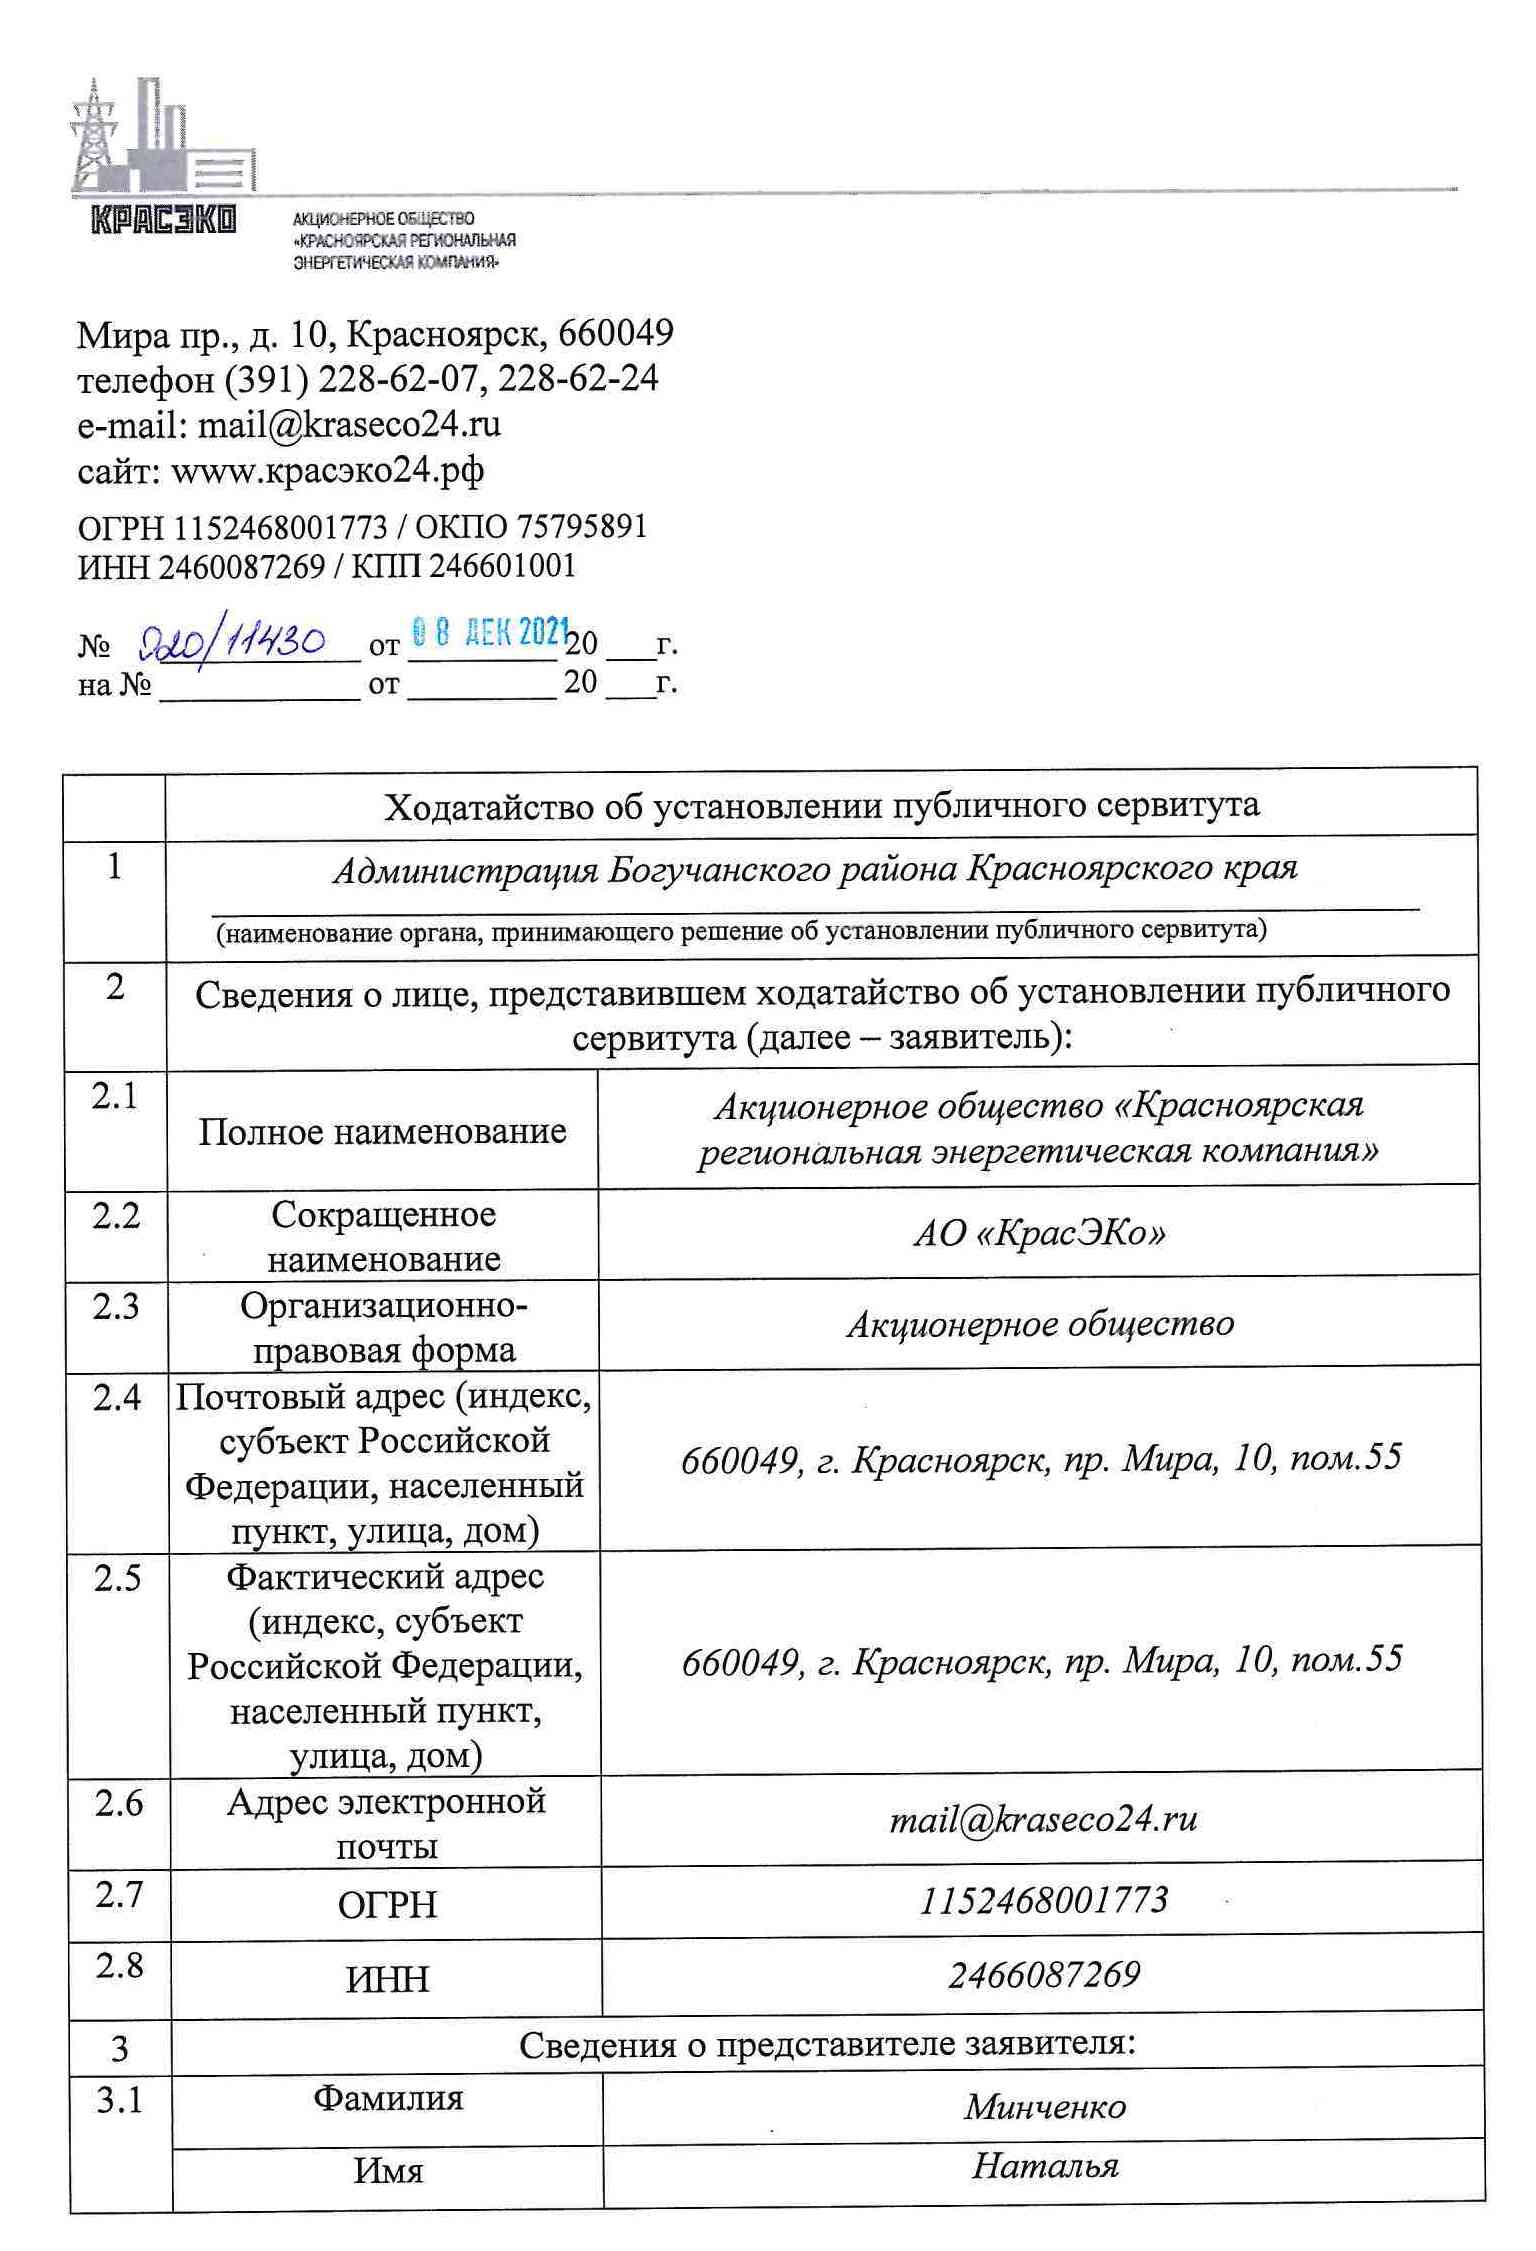 КРАСЭКО
АКЦИОНЕРНОЕ ОБЩЕСТВО
«КРАСНОЯРСКАЯ РЕГИОНАЛЬНАЯ
ЭНЕРГЕТИЧЕСКАЯ КОМПАНИЯ»
Мира пр., д. 10, Красноярск, 660049
телефон (391) 228-62-07, 228-62-24
e-mail: mail@kraseco24.ru
сайт: www.красэко24.рф
ОГРН 1152468001773 / ОКПО 75795891
ИНН 2460087269 / КПП 246601001
№ 020/11430 от 08 ДЕК 2021 20 ___г.
на № ____________ от _________ 20 ___г.
Ходатайство об установлении публичного сервитута
1
Администрация Богучанского района Красноярского края
(наименование органа, принимающего решение об установлении публичного сервитута)
2
Сведения о лице, представившем ходатайство об установлении публичного
сервитута (далее – заявитель):
2.1
Полное наименование
Акционерное общество «Красноярская
региональная энергетическая компания»
2.2
Сокращенное
наименование
АО «КрасЭКо»
2.3
Организационно-
правовая форма
Акционерное общество
2.4
Почтовый адрес (индекс,
субъект Российской
Федерации, населенный
пункт, улица, дом)
660049, г. Красноярск, пр. Мира, 10, пом.55
2.5
Фактический адрес
(индекс, субъект
Российской Федерации,
населенный пункт,
улица, дом)
660049, г. Красноярск, пр. Мира, 10, пом.55
2.6
Адрес электронной
почты
mail@kraseco24.ru
2.7
ОГРН
1152468001773
2.8
ИНН
2466087269
3
Сведения о представителе заявителя:
3.1
Фамилия
Минченко
Имя
Наталья